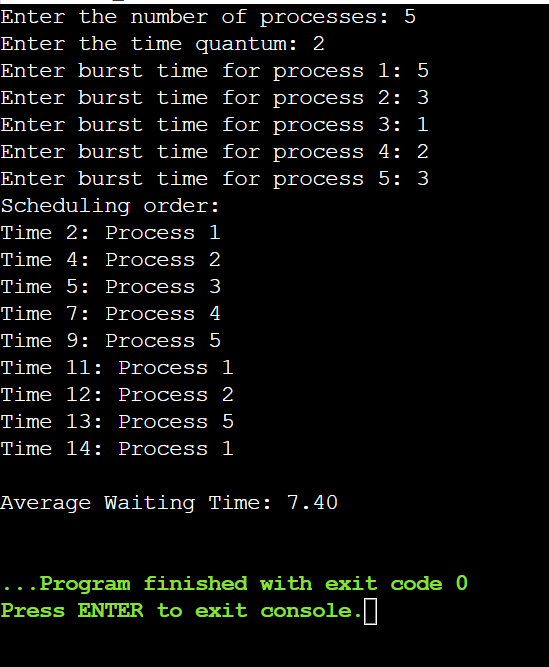 Enter the number of processes: 5
Enter the time quantum: 2
Enter burst time for process 1: 5
Enter burst time for process 2: 3
Enter burst time for process 3: 1
Enter burst time for process 4: 2
Enter burst time for process 5: 3
Scheduling order:
Time 2: Process 1
Time 4: Process 2
Time 5: Process 3
Time 7: Process 4
Time 9: Process 5
Time 11: Process 1
Time 12: Process 2
Time 13: Process 5
Time 14: Process 1
Average Waiting Time: 7.40
...Program finished with exit code 0
Press ENTER to exit console.